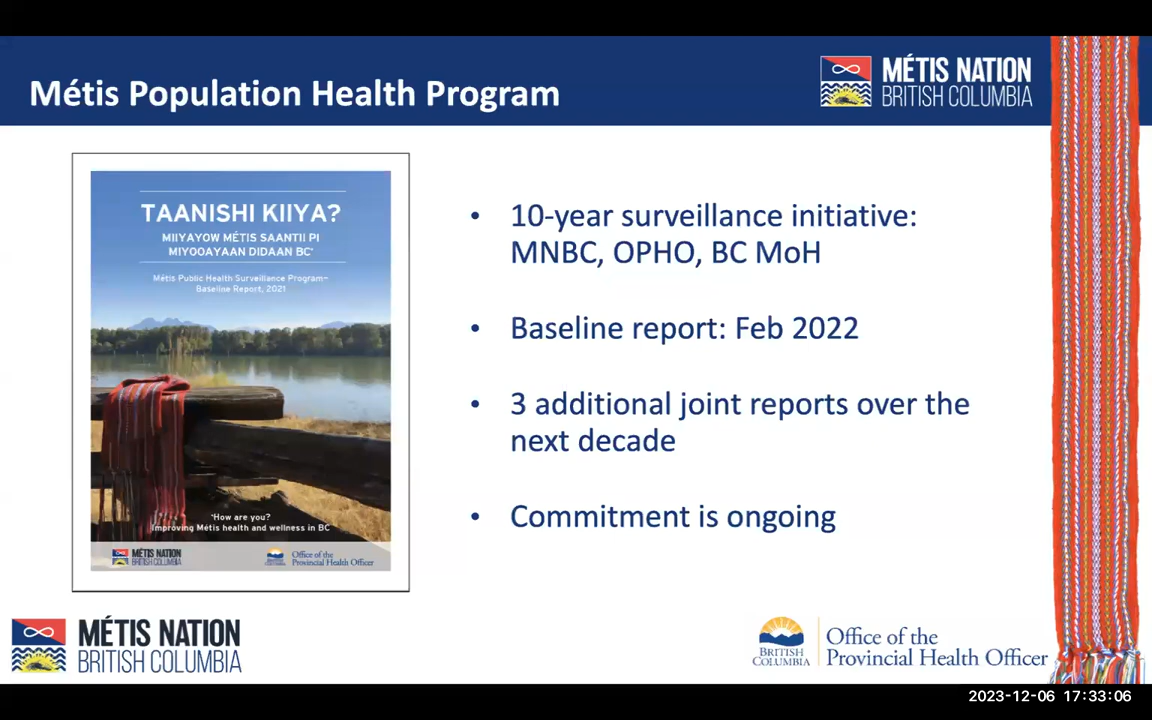 Métis Population Health Program
MÉTIS NATION
BRITISH COLUMBIA
TAANISHI KIIYA?
MIIYAYOW MÉTIS SAANTII PI
MIYOOAYAAN DIDAAN BC*
Métis Public Health Surveillance Program–
Baseline Report, 2021
*How are you?
Improving Métis health and wellness in BC
MÉTIS NATION
BRITISH COLUMBIA
Office of the
Provincial Health Officer
• 10-year surveillance initiative:
MNBC, OPHO, BC MoH
• Baseline report: Feb 2022
• 3 additional joint reports over the
next decade
• Commitment is ongoing
MÉTIS NATION
BRITISH COLUMBIA
BRITISH
COLUMBIA
Office of the
Provincial Health Officer
2023-12-06 17:33:06